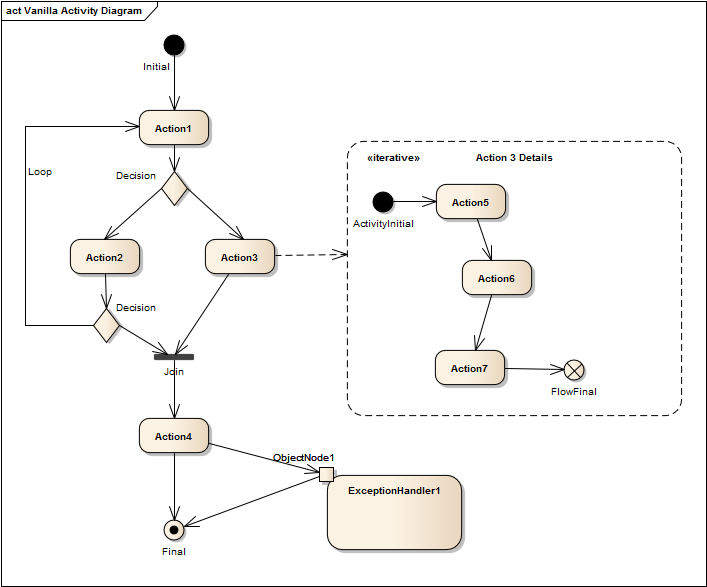 act Vanilla Activity Diagram
Initial
Action1
Loop
Decision
«iterative»
Action 3 Details
ActivityInitial
Action5
Action2
Action3
Action6
Decision
Join
Action7
FlowFinal
Action4
ObjectNode1
ExceptionHandler1
Final